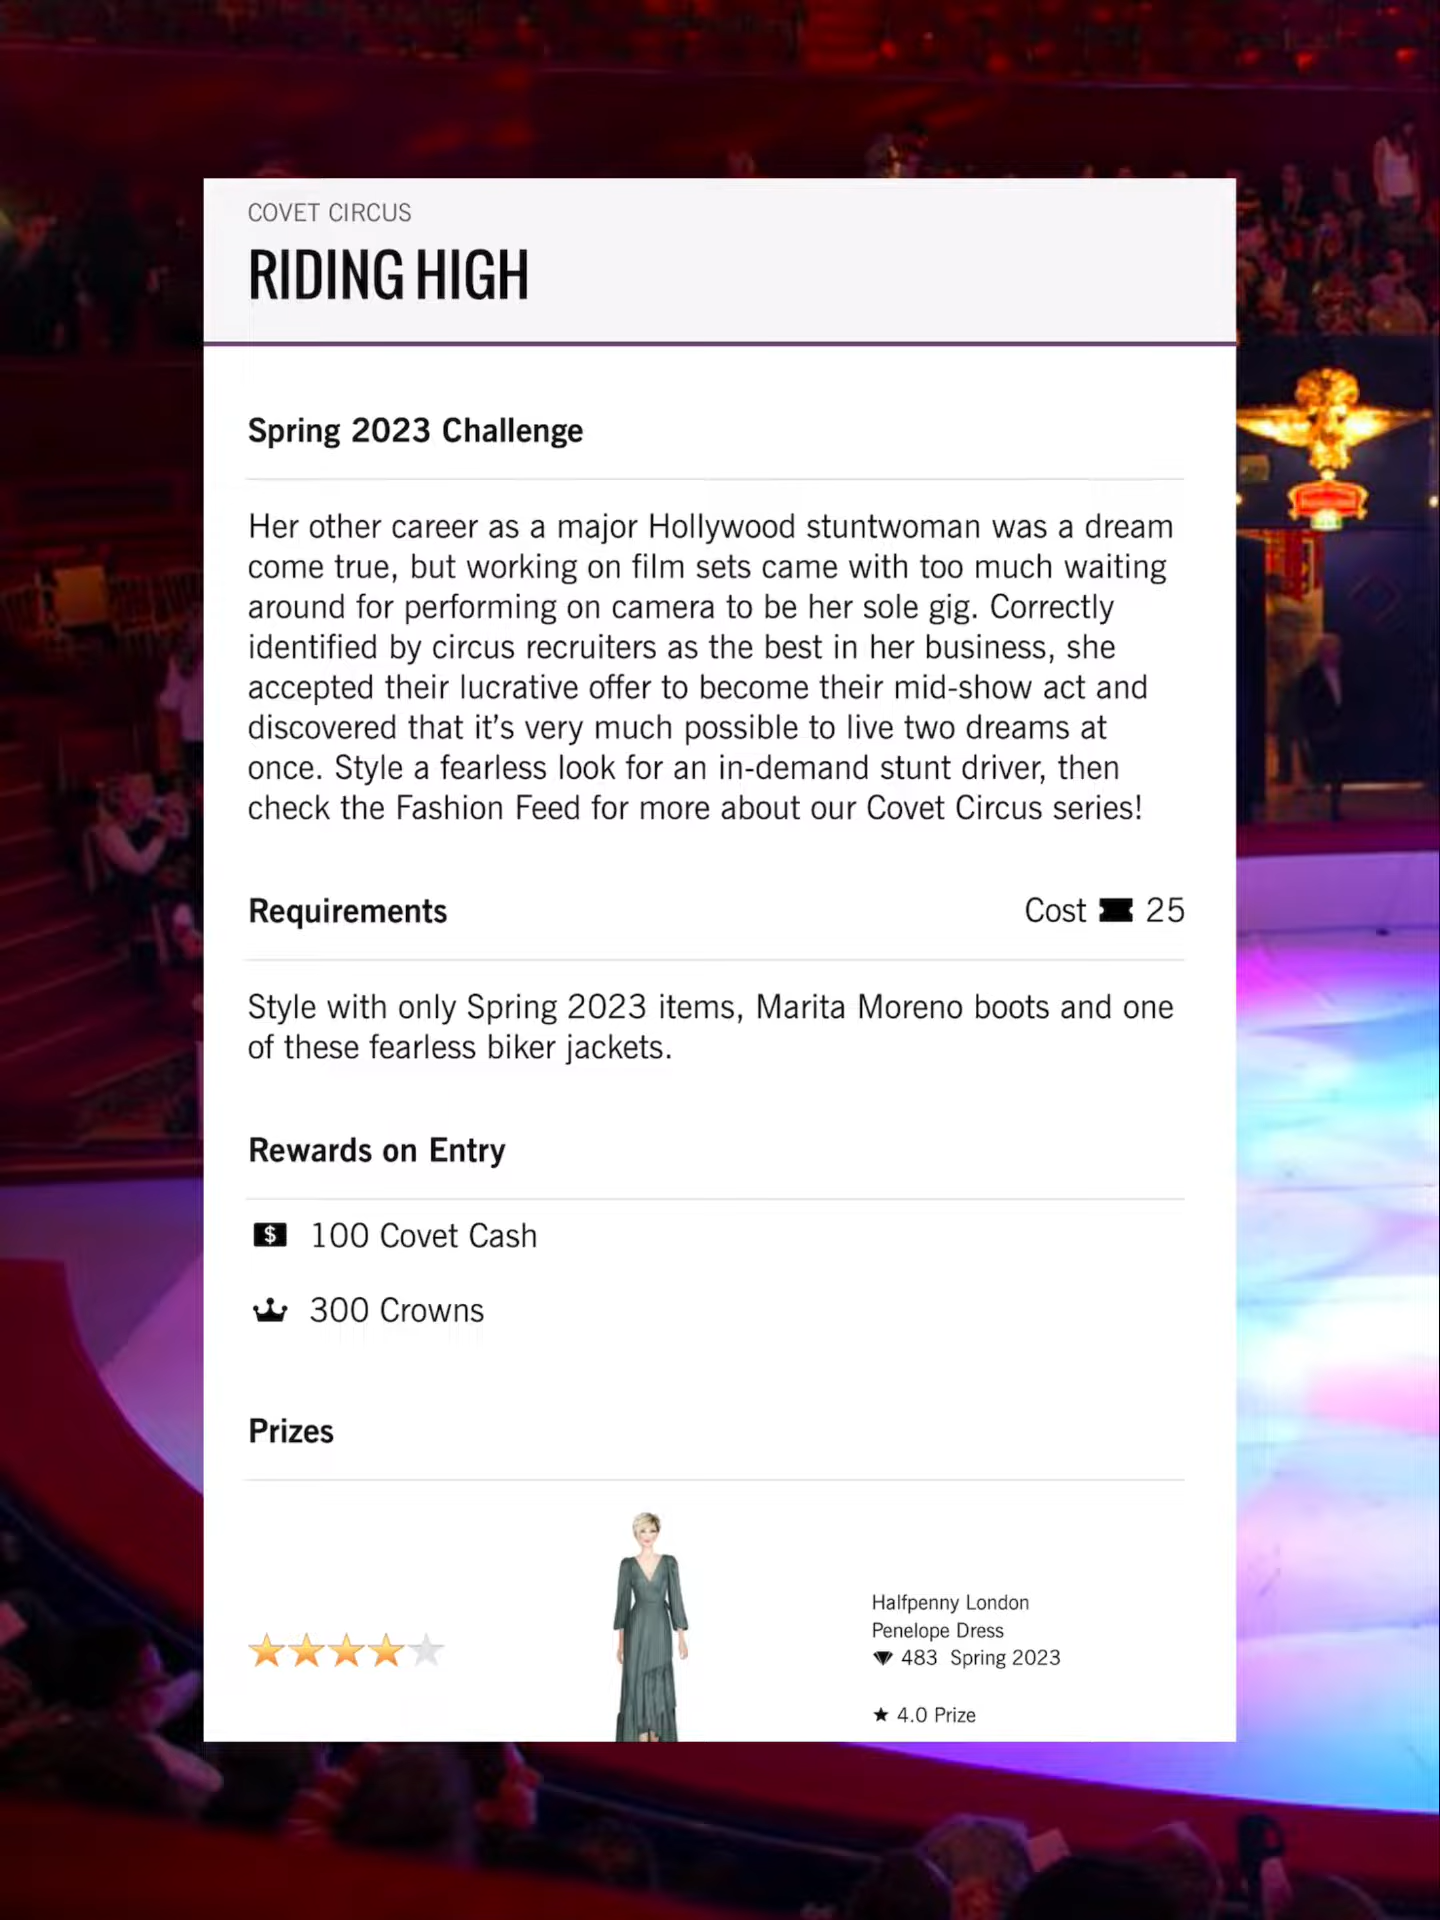 COVET CIRCUS
RIDING HIGH
Spring 2023 Challenge
Her other career as a major Hollywood stuntwoman was a dream
come true, but working on film sets came with too much waiting
around for performing on camera to be her sole gig. Correctly
identified by circus recruiters as the best in her business, she
accepted their lucrative offer to become their mid-show act and
discovered that it’s very much possible to live two dreams at
once. Style a fearless look for an in-demand stunt driver, then
check the Fashion Feed for more about our Covet Circus series!
Requirements
Cost 25
Style with only Spring 2023 items, Marita Moreno boots and one
of these fearless biker jackets.
Rewards on Entry
$ 100 Covet Cash
300 Crowns
Prizes
Halfpenny London
Penelope Dress
483 Spring 2023
★ 4.0 Prize